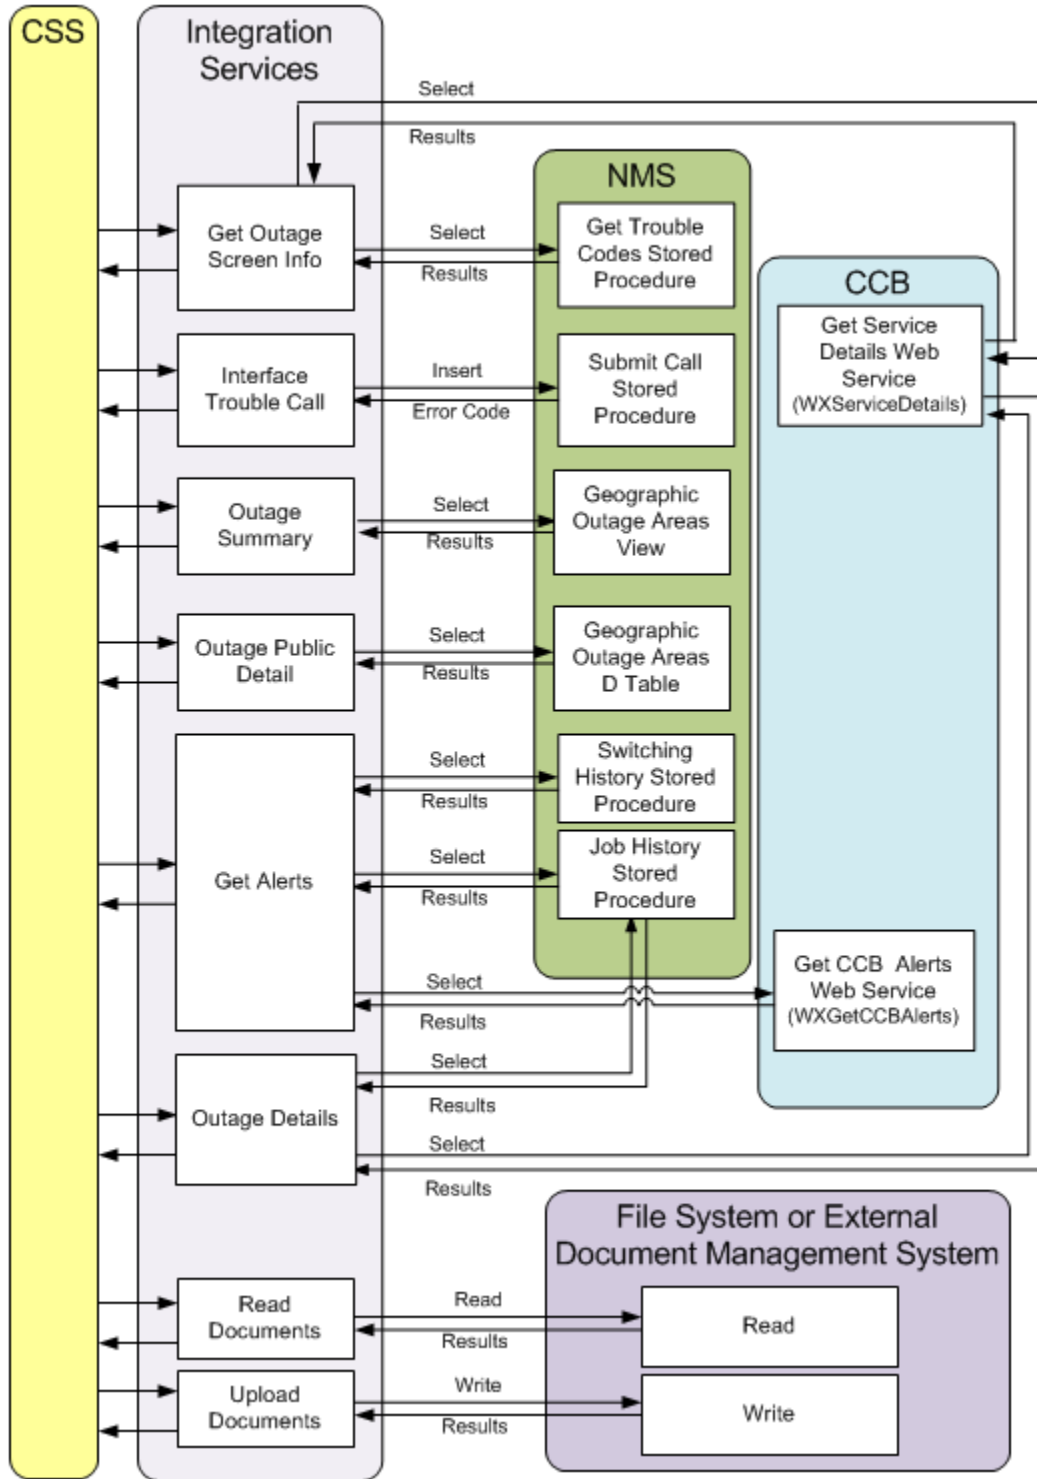 CSS
Integration
Services
Select
Results
NMS
Get Outage
Screen Info
Select
Results
Get Trouble
Codes Stored
Procedure
CCB
Get Service
Details Web
Service
(WXServiceDetails)
Interface
Trouble Call
Insert
Error Code
Submit Call
Stored
Procedure
Outage
Summary
Select
Results
Geographic
Outage Areas
View
Outage Public
Detail
Select
Results
Geographic
Outage Areas
D Table
Get Alerts
Select
Results
Switching
History Stored
Procedure
Select
Results
Job History
Stored
Procedure
Select
Results
Get CCB Alerts
Web Service
(WXGetCCBAlerts)
Outage Details
Select
Results
Select
Results
File System or External
Document Management System
Read
Documents
Read
Results
Read
Upload
Documents
Write
Results
Write